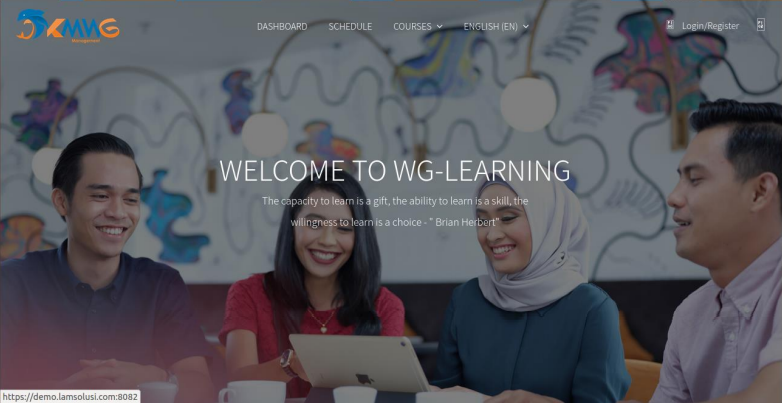 KMWG
Management
DASHBOARD
SCHEDULE
COURSES
ENGLISH (EN)
Login/Register
WELCOME TO WG-LEARNING
The capacity to learn is a gift, the ability to learn is a skill, the
wilingness to learn is a choice - " Brian Herbert"
https://demo.lamsolusi.com:8082